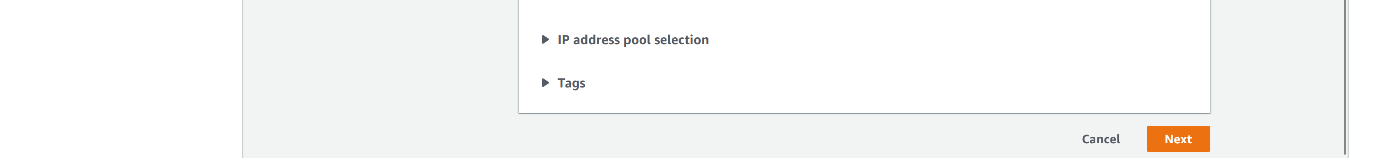 IP address pool selection
Tags
Cancel
Next